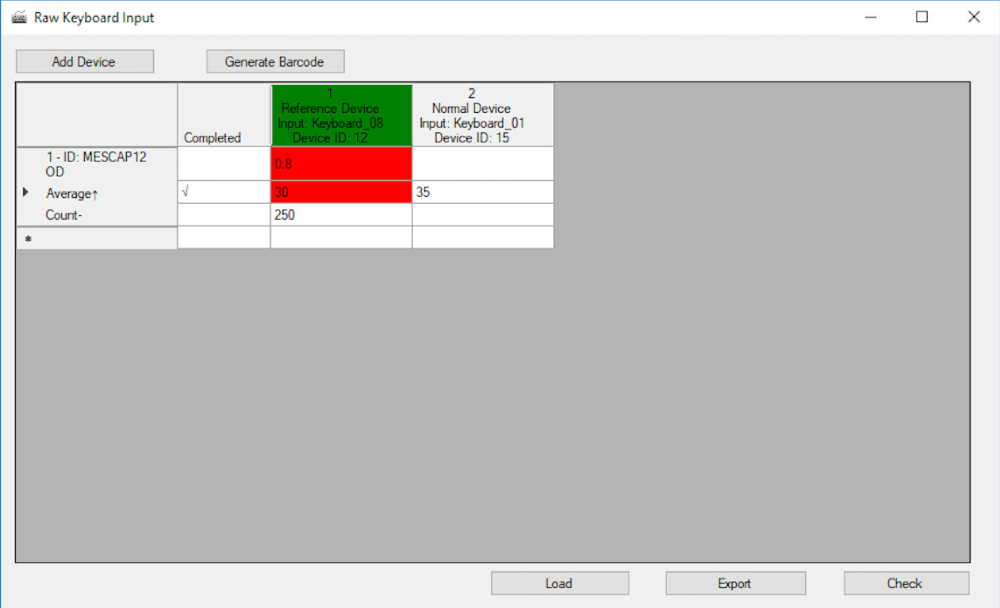 Raw Keyboard Input
Add Device
Generate Barcode
Completed
1
Reference Device
Input: Keyboard_08
Device ID: 12
2
Normal Device
Input: Keyboard_01
Device ID: 15
1 - ID: MESCAP12
OD
0.8
Average↑
√
30
35
Count-
250
*
Load
Export
Check